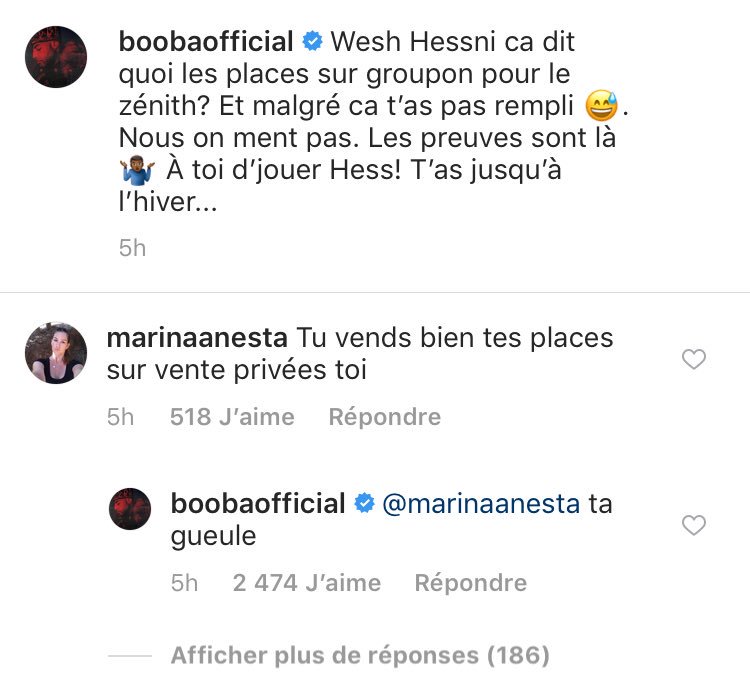 boobaofficial Wesh Hessni ca dit
quoi les places sur groupon pour le
zénith? Et malgré ca t’as pas rempli 😅.
Nous on ment pas. Les preuves sont là
🤷🏾‍♂️ À toi d’jouer Hess! T’as jusqu’à
l’hiver...
5h
marinaanesta Tu vends bien tes places
sur vente privées toi
5h 518 J’aime Répondre
boobaofficial @marinaanesta ta
gueule
5h 2 474 J’aime Répondre
Afficher plus de réponses (186)